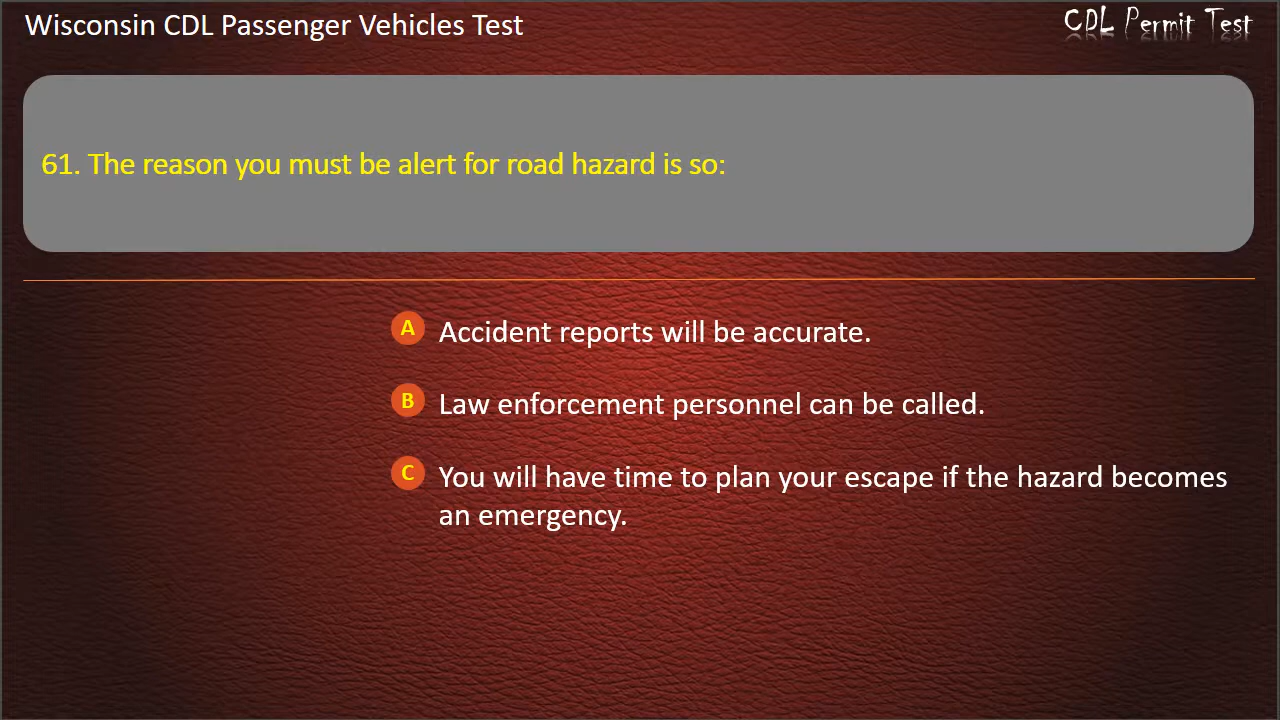 Wisconsin CDL Passenger Vehicles Test
CDL Permit Test
61. The reason you must be alert for road hazard is so:
A Accident reports will be accurate.
B Law enforcement personnel can be called.
C You will have time to plan your escape if the hazard becomes
an emergency.